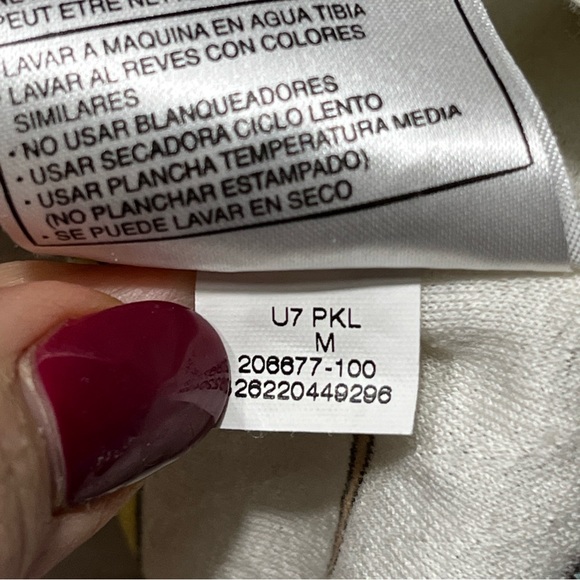 PEUT ETRE NE
LAVAR A MAQUINA EN AGUA TIBIA
LAVAR AL REVES CON COLORES
SIMILARES
• NO USAR BLANQUEADORES
• USAR SECADORA CICLO LENTO
• USAR PLANCHA TEMPERATURA MEDIA
(NO PLANCHAR ESTAMPADO)
• SE PUEDE LAVAR EN SECO
U7 PKL
M
206677-100
26220449296